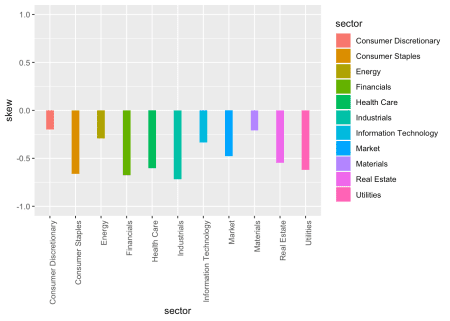 1.0
0.5
0.0
-0.5
-1.0
skew
Consumer Discretionary
Consumer Staples
Energy
Financials
Health Care
Industrials
Information Technology
Market
Materials
Real Estate
Utilities
sector
sector
Consumer Discretionary
Consumer Staples
Energy
Financials
Health Care
Industrials
Information Technology
Market
Materials
Real Estate
Utilities